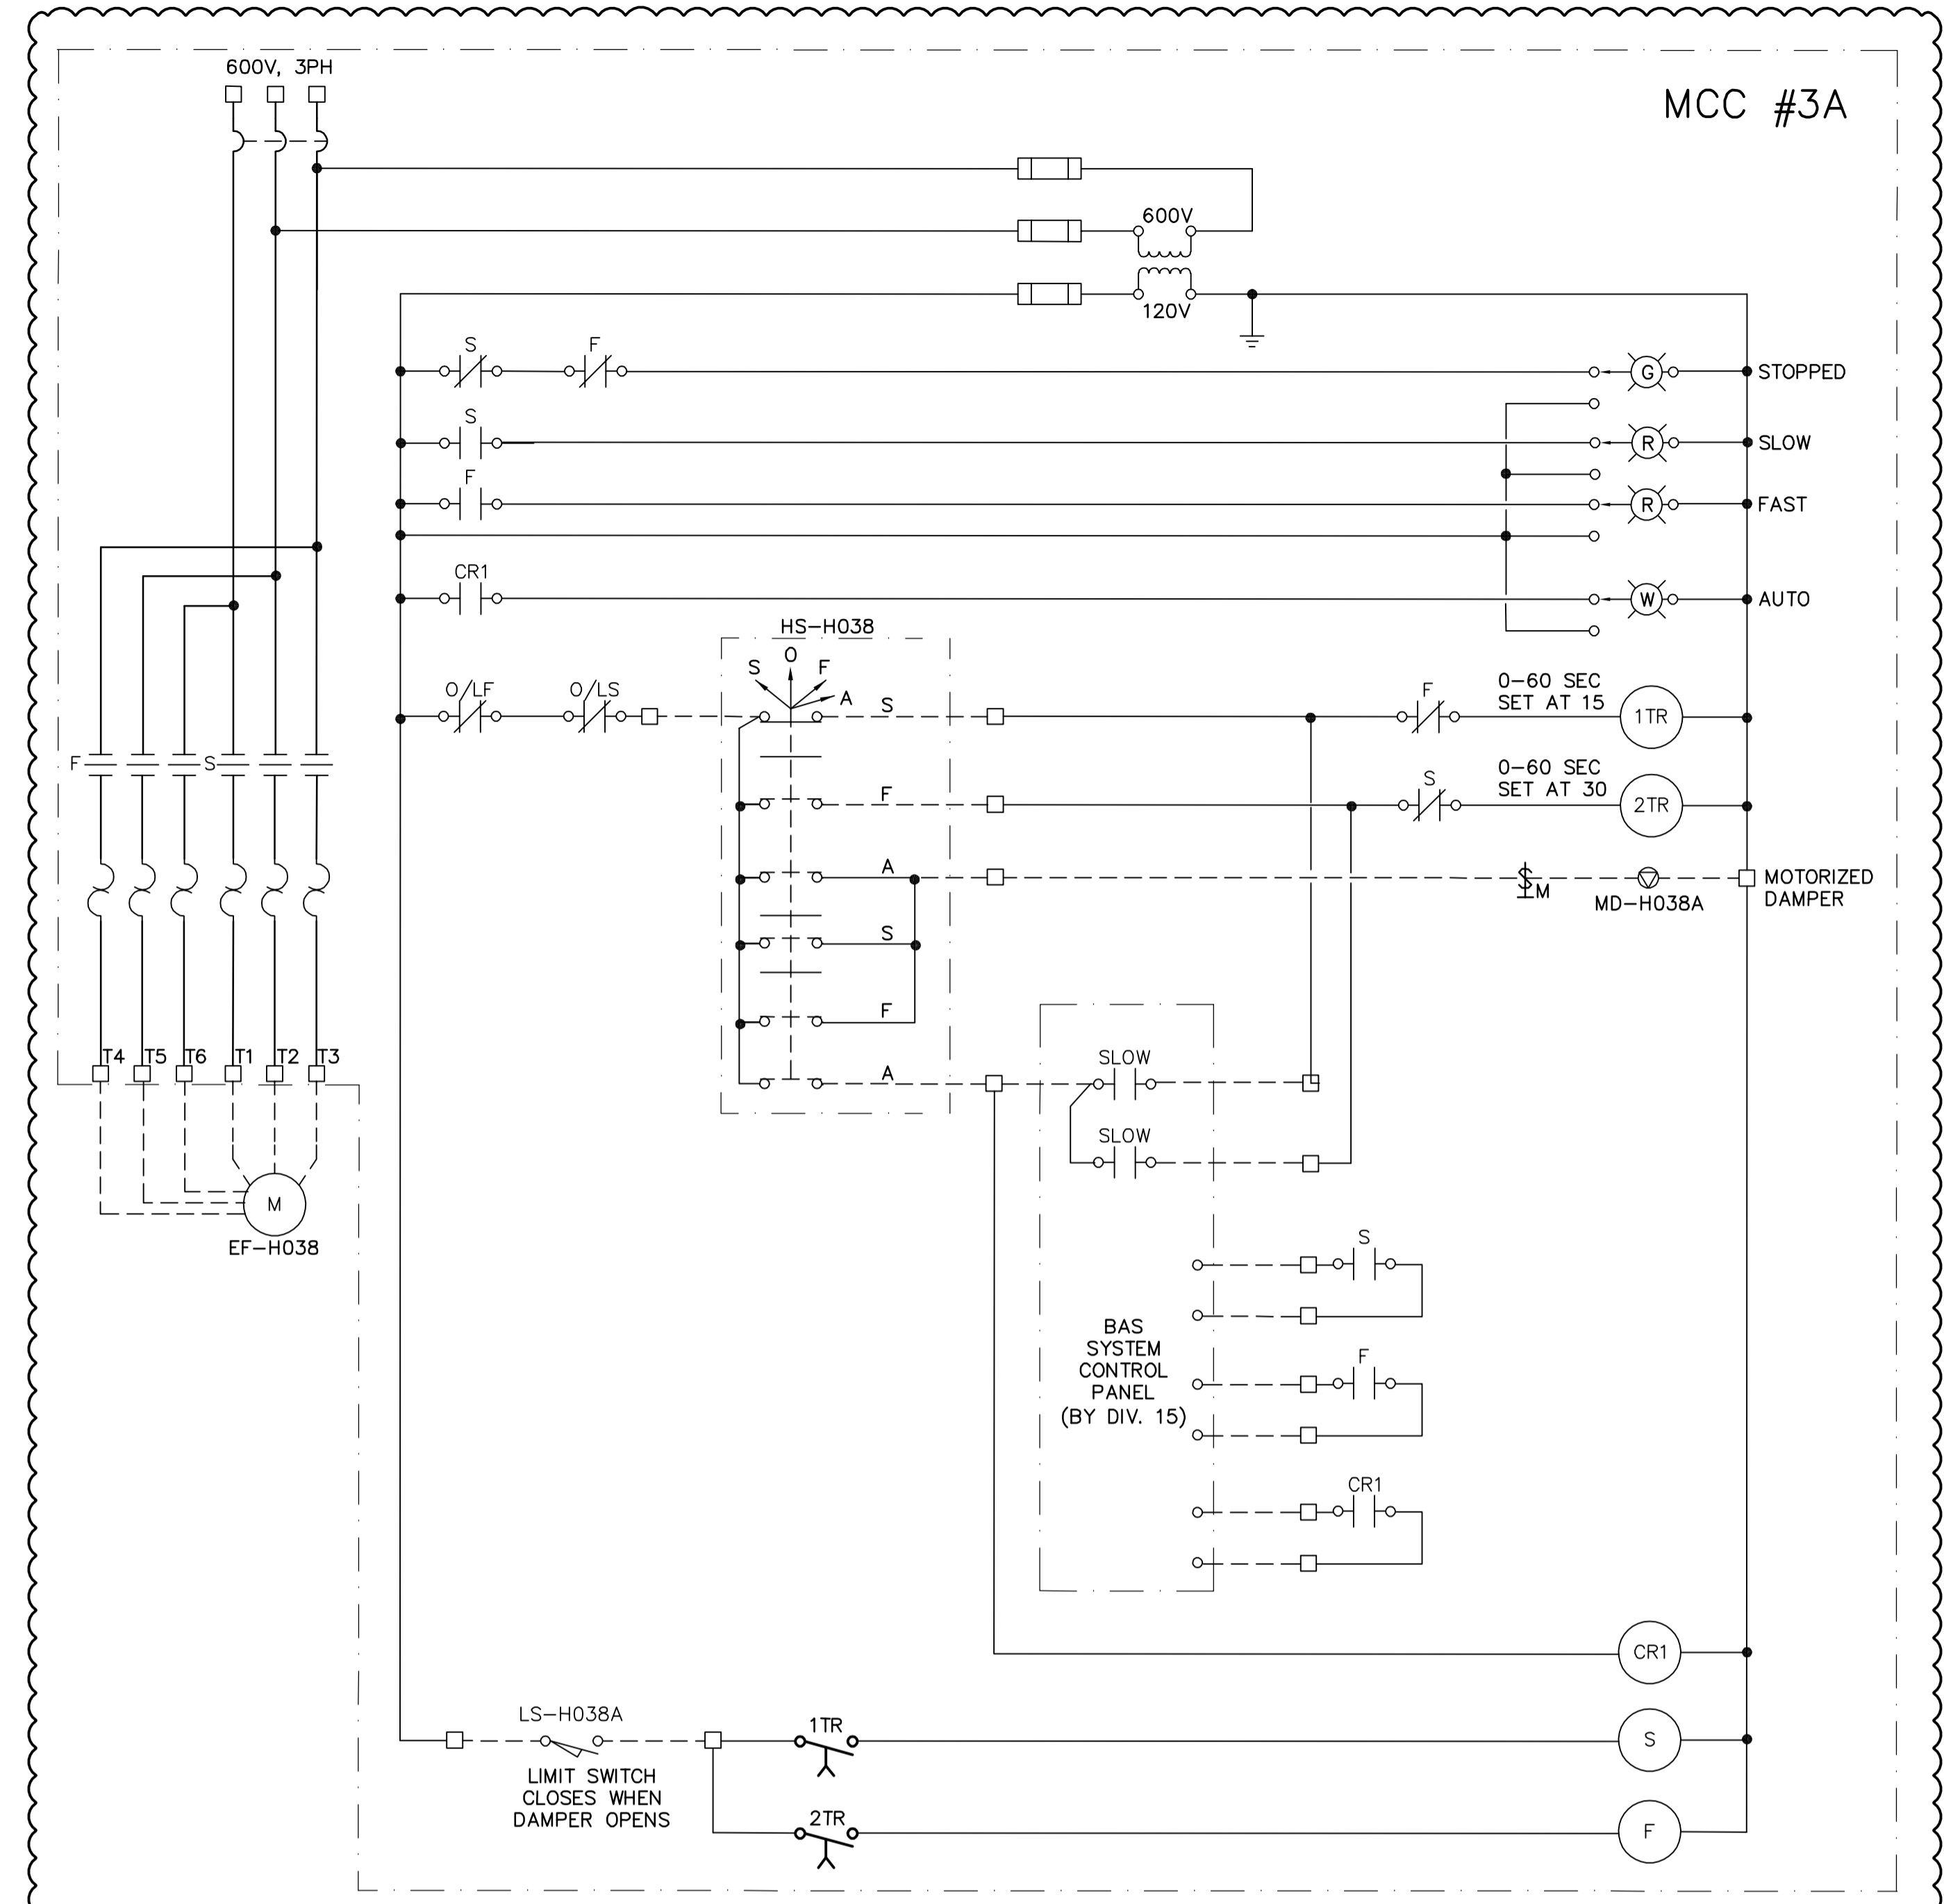 600V, 3PH
MCC #3A
600V
120V
S
F
G
STOPPED
S
R
SLOW
F
R
FAST
CR1
W
AUTO
HS-H038
S
O
F
A
O/LF
O/LS
S
F
0-60 SEC
SET AT 15
1TR
F
S
F
S
0-60 SEC
SET AT 30
2TR
A
M
MD-H038A
MOTORIZED
DAMPER
S
F
A
T4
T5
T6
T1
T2
T3
M
EF-H038
SLOW
SLOW
S
BAS
SYSTEM
CONTROL
PANEL
(BY DIV. 15)
F
CR1
CR1
LS-H038A
LIMIT SWITCH
CLOSES WHEN
DAMPER OPENS
1TR
S
2TR
F